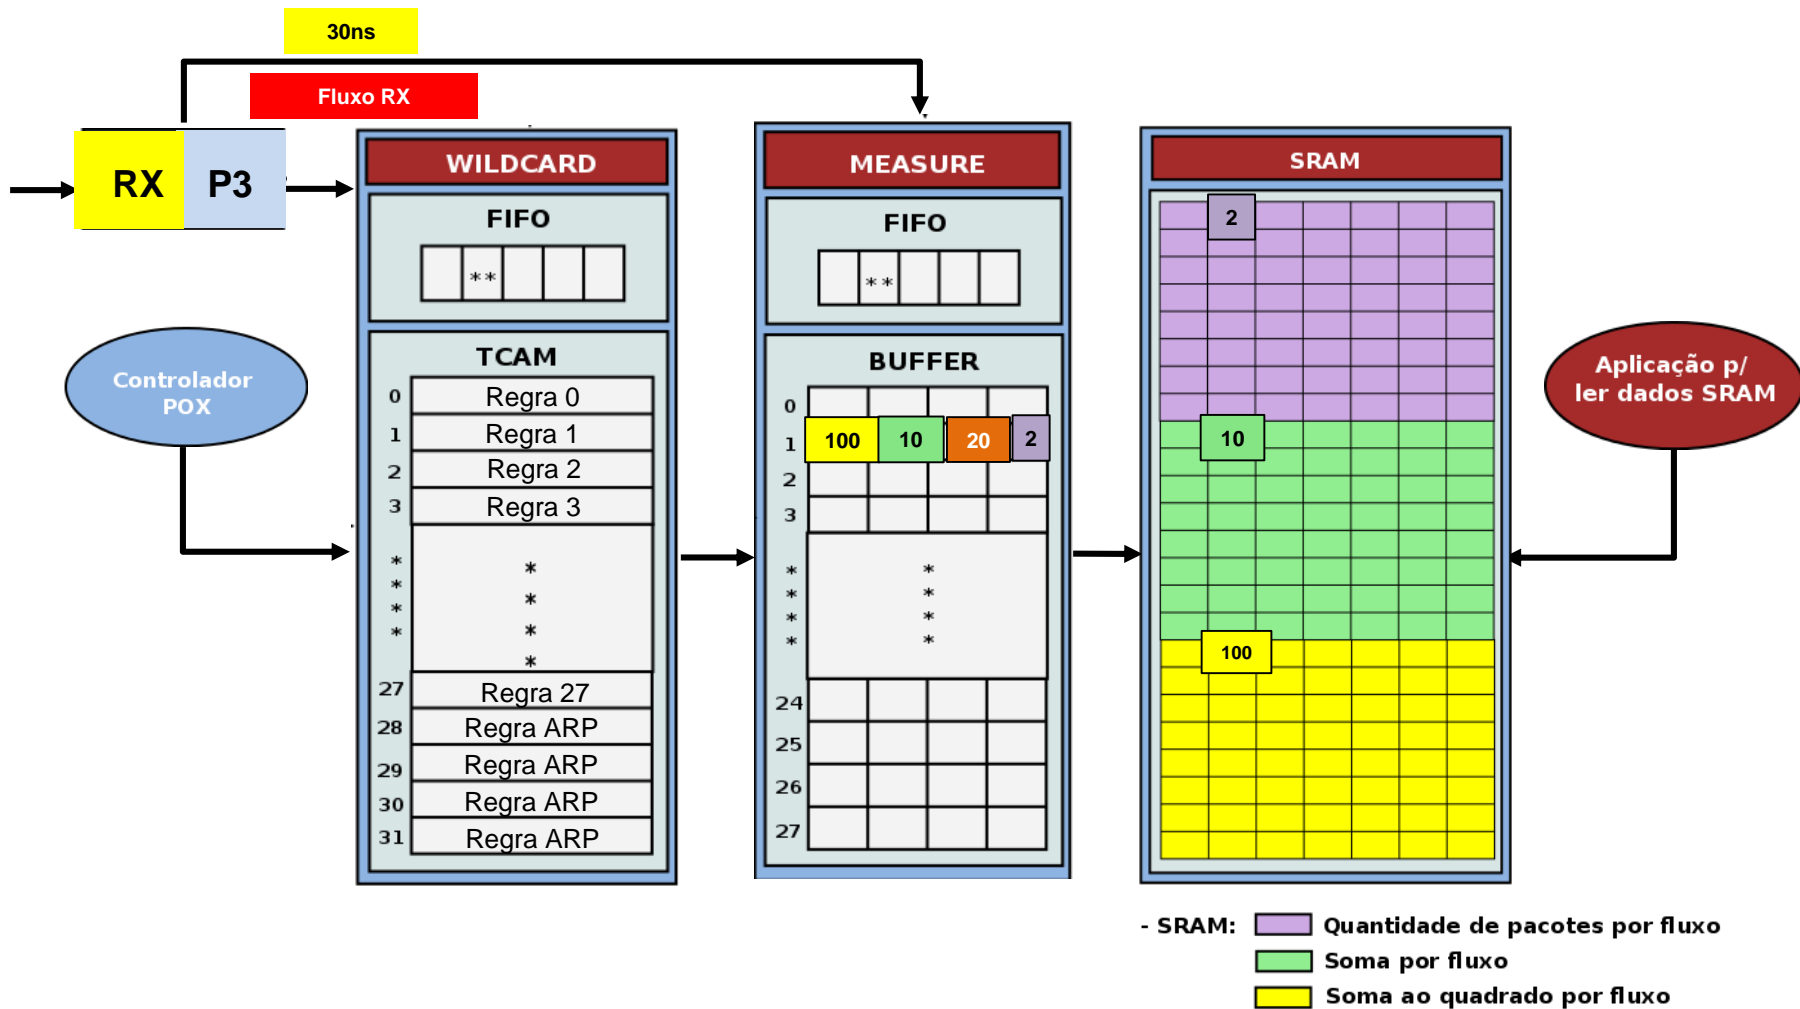 30ns
Fluxo RX
RX P3
WILDCARD
FIFO
**
TCAM
0 Regra 0
1 Regra 1
2 Regra 2
3 Regra 3
* *
* *
* *
* *
27 Regra 27
28 Regra ARP
29 Regra ARP
30 Regra ARP
31 Regra ARP
Controlador
POX
MEASURE
FIFO
**
BUFFER
0
1 100 10 20 2
2
3
* *
* *
* *
* *
24
25
26
27
SRAM
2
10
100
Aplicação p/
ler dados SRAM
- SRAM: Quantidade de pacotes por fluxo
Soma por fluxo
Soma ao quadrado por fluxo